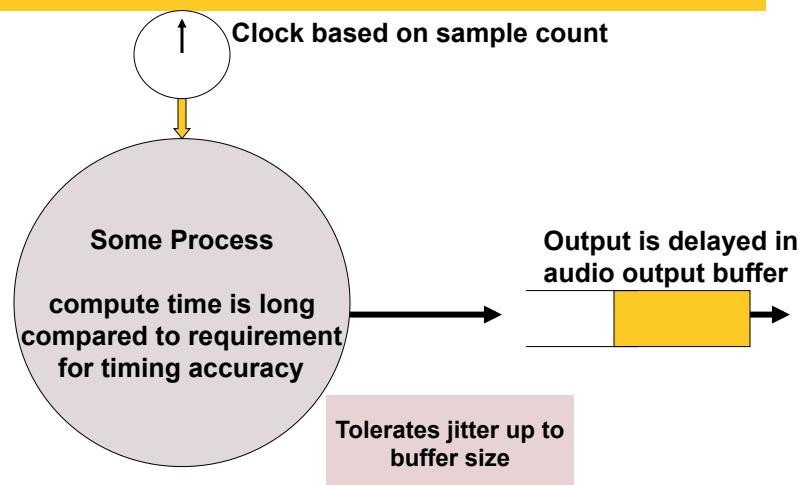 Clock based on sample count
Some Process
compute time is long
compared to requirement
for timing accuracy
Output is delayed in
audio output buffer
Tolerates jitter up to
buffer size